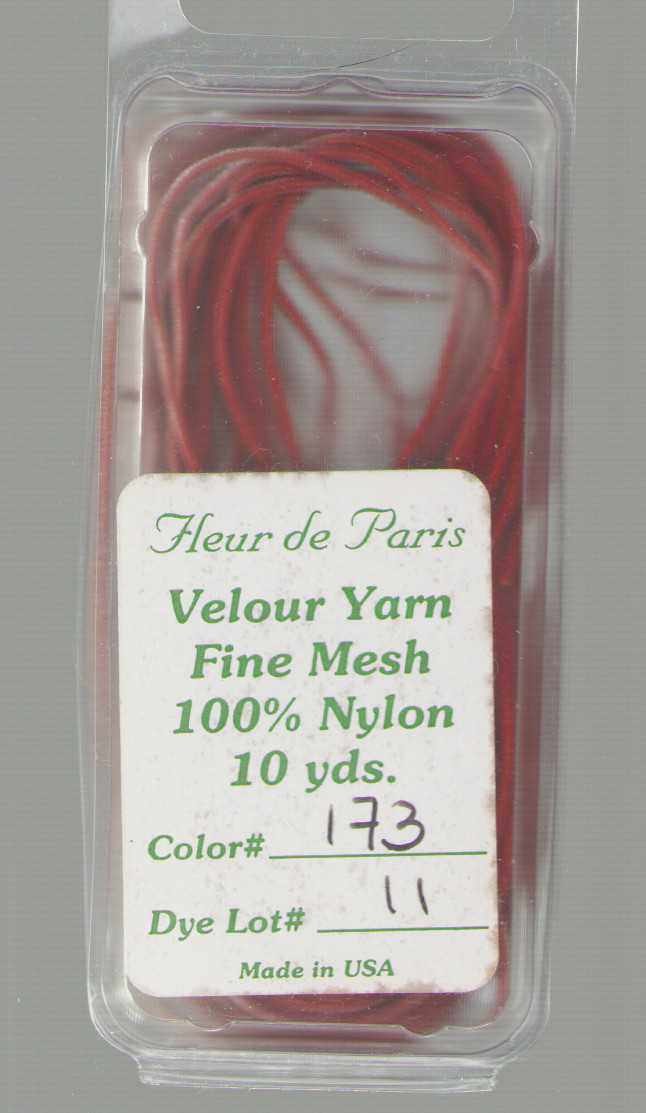 Fleur de Paris
Velour Yarn
Fine Mesh
100% Nylon
10 yds.
Color# 173
Dye Lot# 11
Made in USA